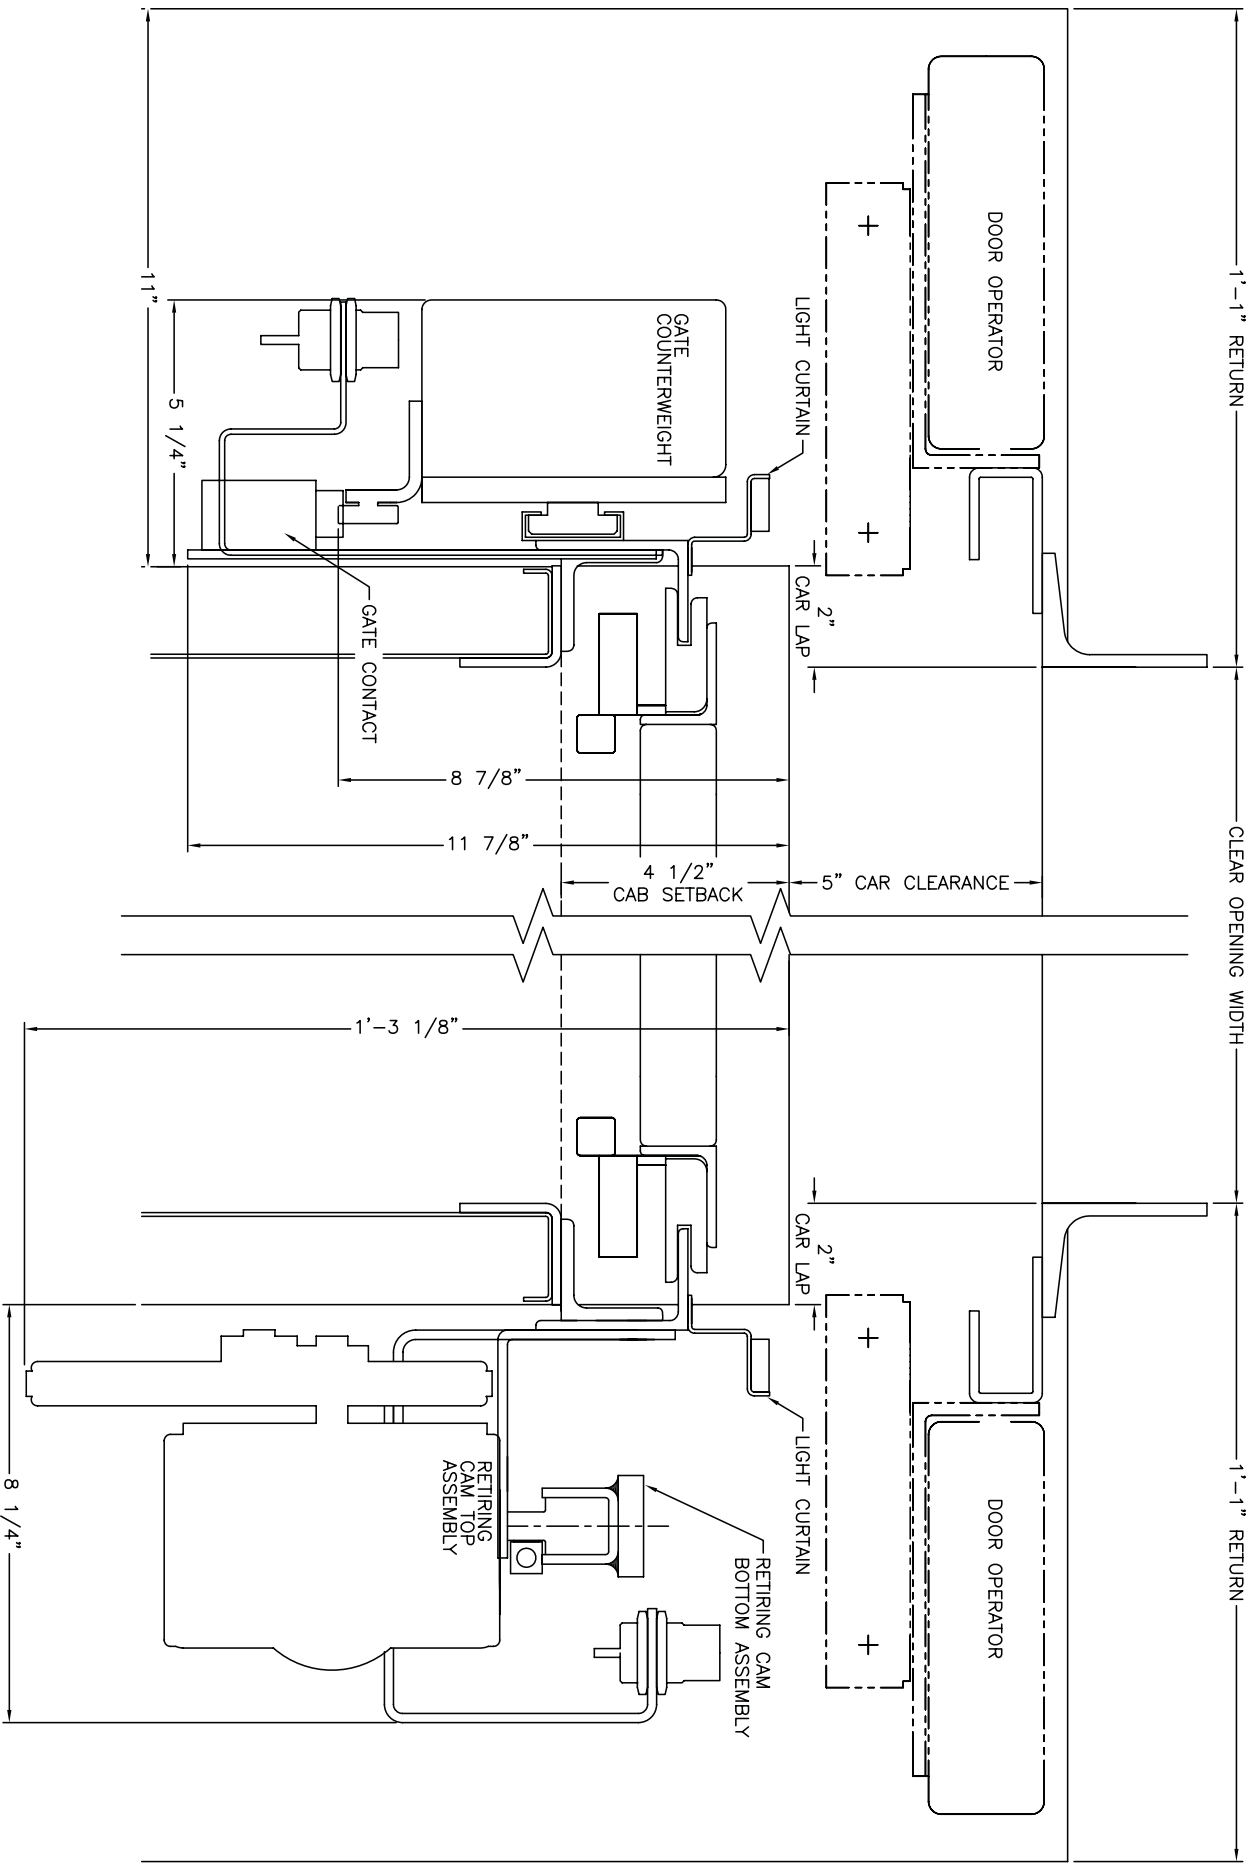 1'-1" RETURN
CLEAR OPENING WIDTH
1'-1" RETURN
DOOR OPERATOR
DOOR OPERATOR
LIGHT CURTAIN
2"
CAR LAP
5" CAR CLEARANCE
2"
CAR LAP
LIGHT CURTAIN
GATE
COUNTERWEIGHT
4 1/2"
CAB SETBACK
RETIRING CAM
BOTTOM ASSEMBLY
8 7/8"
11 7/8"
1'-3 1/8"
RETIRING
CAM TOP
ASSEMBLY
GATE CONTACT
5 1/4"
11"
8 1/4"